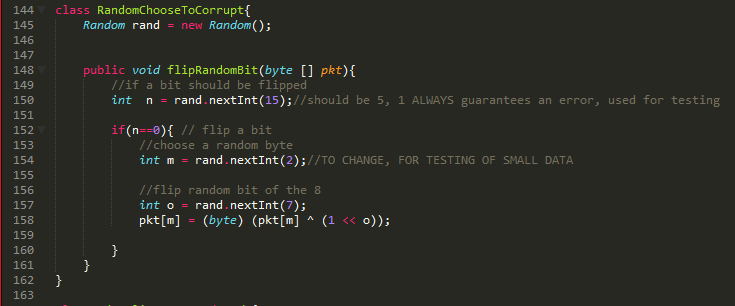 144 class RandomChooseToCorrupt{
145 Random rand = new Random();
146
147
148 public void flipRandomBit(byte [] pkt){
149 //if a bit should be flipped
150 int n = rand.nextInt(15);//should be 5, 1 ALWAYS guarantees an error, used for testing
151
152 if(n==0){ // flip a bit
153 //choose a random byte
154 int m = rand.nextInt(2);//TO CHANGE, FOR TESTING OF SMALL DATA
155
156 //flip random bit of the 8
157 int o = rand.nextInt(7);
158 pkt[m] = (byte) (pkt[m] ^ (1 << o));
159
160 }
161 }
162 }
163